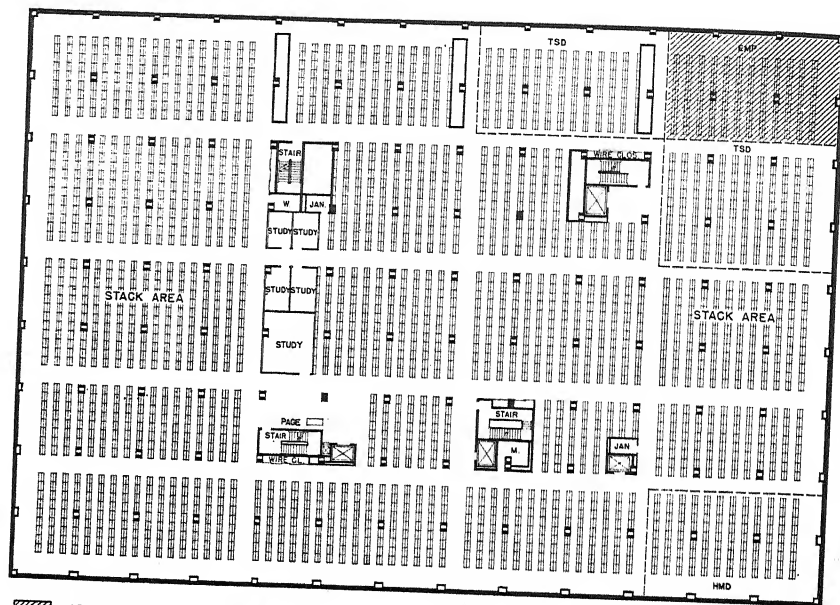 TSD
EMP
STAIR
WIRE CLOS.
TSD
W
JAN.
STUDY STUDY
STUDY STUDY
STACK AREA
STACK AREA
STUDY
PAGE
STAIR
STAIR
WIRE CL.
M.
JAN
HMD